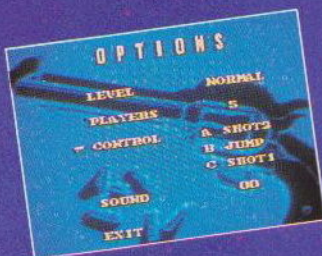 OPTIONS
LEVEL NORMAL
PLAYERS 5
CONTROL A SHOT2
B JUMP
C SHOT1
SOUND 00
EXIT